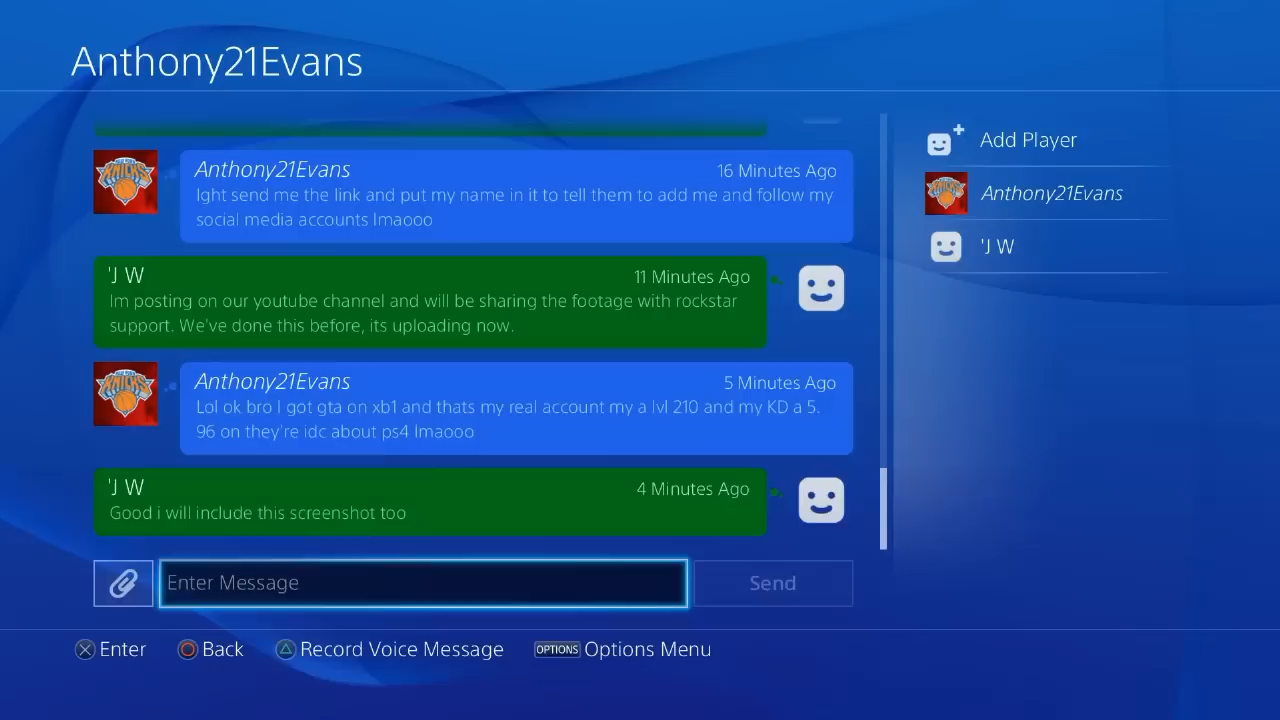 Anthony21Evans
Anthony21Evans 16 Minutes Ago
Ight send me the link and put my name in it to tell them to add me and follow my
social media accounts lmaooo
'J W 11 Minutes Ago
Im posting on our youtube channel and will be sharing the footage with rockstar
support. We've done this before, its uploading now.
Anthony21Evans 5 Minutes Ago
Lol ok bro I got gta on xb1 and thats my real account my a lvl 210 and my KD a 5.
96 on they're idc about ps4 lmaooo
'J W 4 Minutes Ago
Good i will include this screenshot too
Enter Message
Send
Enter Back Record Voice Message OPTIONS Options Menu
Add Player
Anthony21Evans
'J W
KNICKS
KNICKS
KNICKS